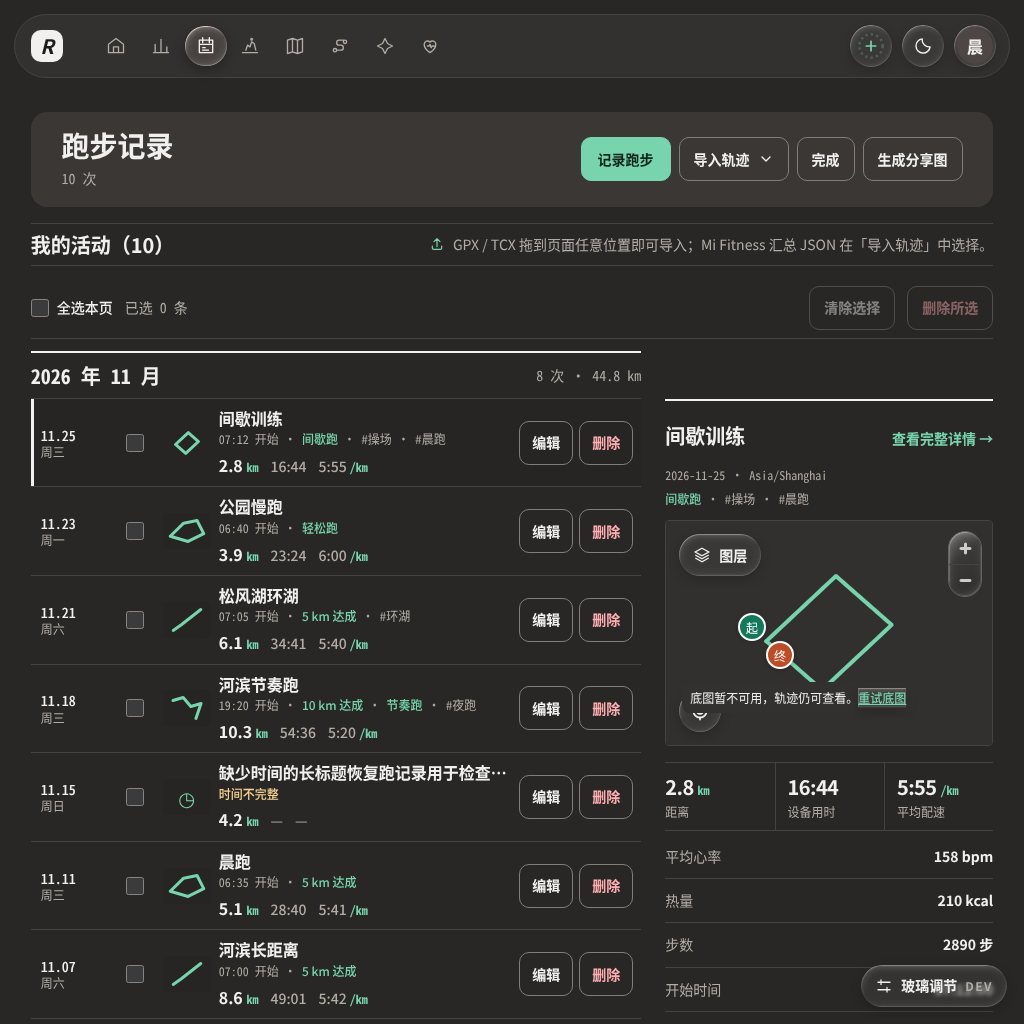 R
晨
跑步记录
10 次
记录跑步
导入轨迹
完成
生成分享图
我的活动（10）
GPX / TCX 拖到页面任意位置即可导入；Mi Fitness 汇总 JSON 在「导入轨迹」中选择。
全选本页 已选 0 条
清除选择
删除所选
2026 年 11 月
8 次 · 44.8 km
11.25
周三
间歇训练
07:12 开始 · 间歇跑 · #操场 · #晨跑
2.8 km 16:44 5:55 /km
编辑
删除
11.23
周一
公园慢跑
06:40 开始 · 轻松跑
3.9 km 23:24 6:00 /km
编辑
删除
11.21
周六
松风湖环湖
07:05 开始 · 5 km 达成 · #环湖
6.1 km 34:41 5:40 /km
编辑
删除
11.18
周三
河滨节奏跑
19:20 开始 · 10 km 达成 · 节奏跑 · #夜跑
10.3 km 54:36 5:20 /km
编辑
删除
11.15
周日
缺少时间的长标题恢复跑记录用于检查…
时间不完整
4.2 km — —
编辑
删除
11.11
周三
晨跑
06:35 开始 · 5 km 达成
5.1 km 28:40 5:41 /km
编辑
删除
11.07
周六
河滨长距离
07:00 开始 · 5 km 达成
8.6 km 49:01 5:42 /km
编辑
删除
间歇训练
查看完整详情 →
2026-11-25 · Asia/Shanghai
间歇跑 · #操场 · #晨跑
图层
+
−
起
终
底图暂不可用，轨迹仍可查看。重试底图
2.8 km
距离
16:44
设备用时
5:55 /km
平均配速
平均心率 158 bpm
热量 210 kcal
步数 2890 步
开始时间
玻璃调节 DEV